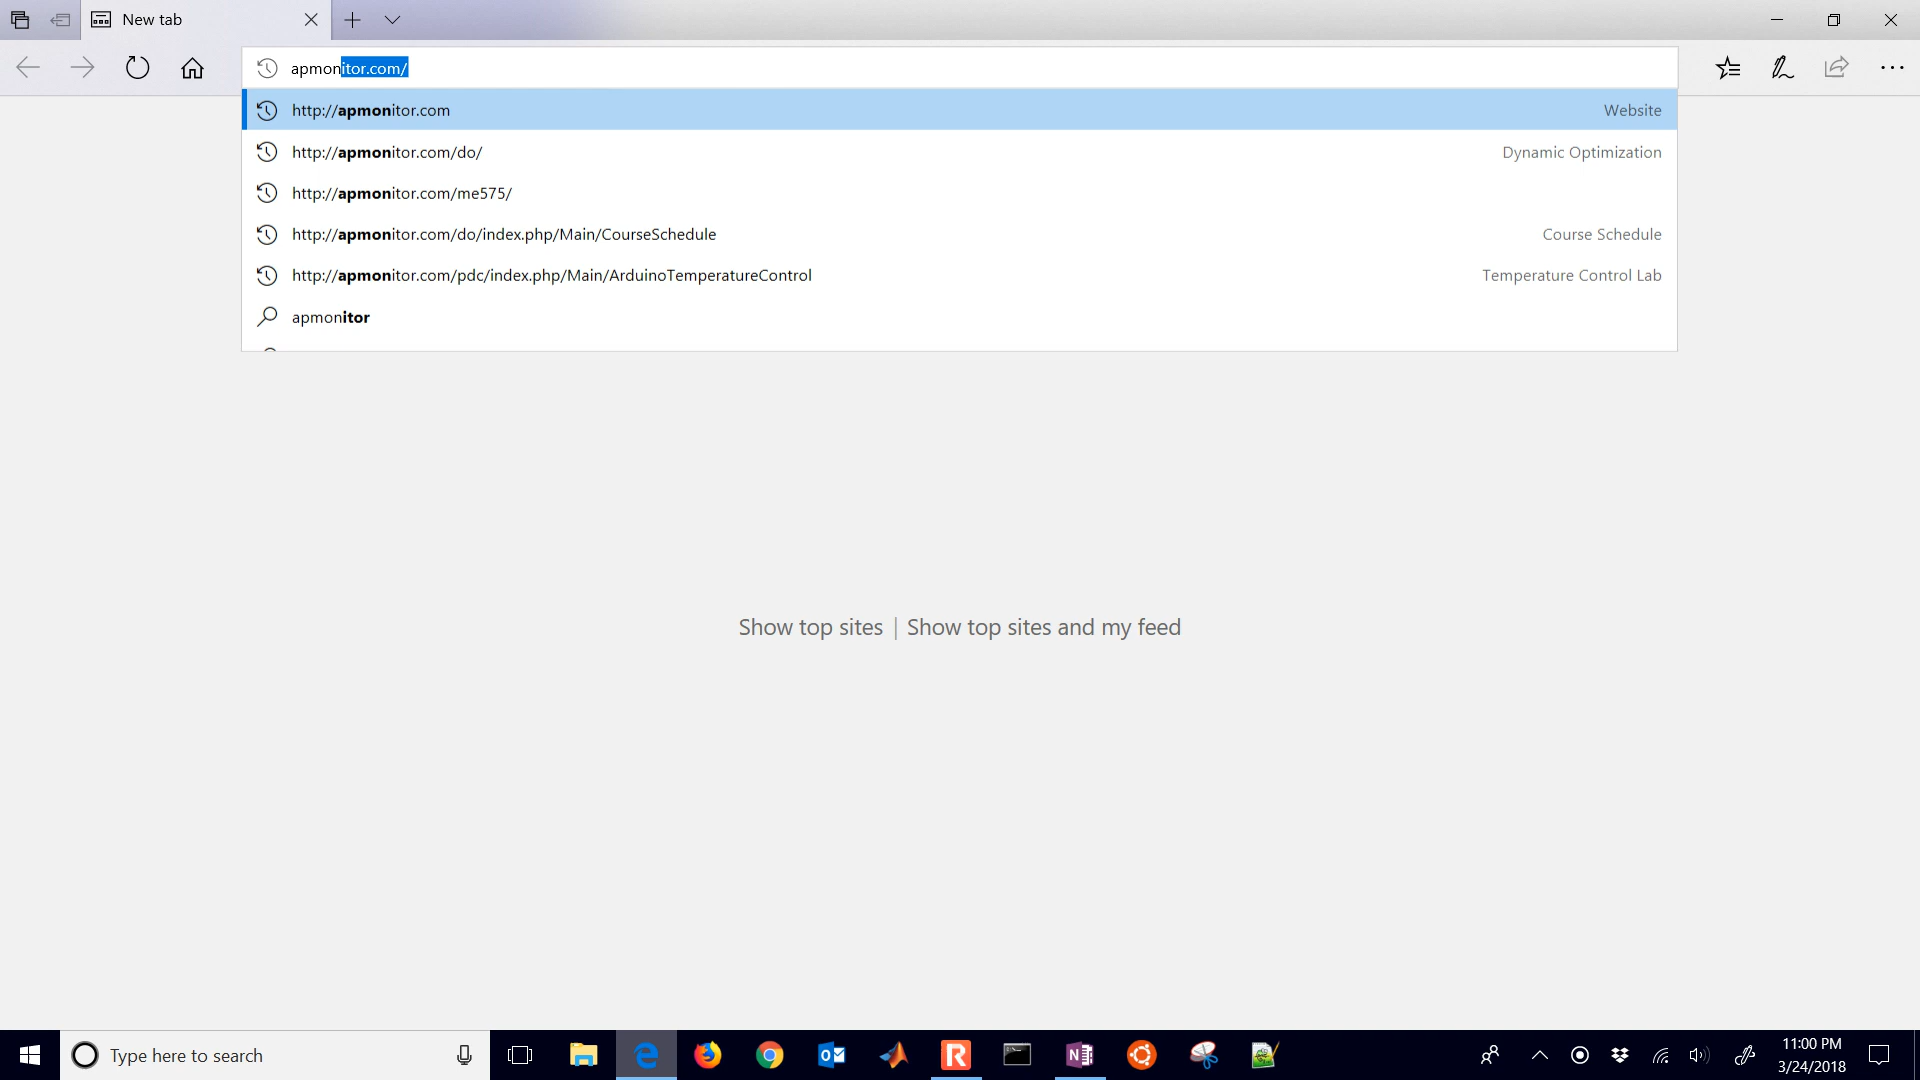 New tab
apmonitor.com/
http://apmonitor.com Website
http://apmonitor.com/do/ Dynamic Optimization
http://apmonitor.com/me575/
http://apmonitor.com/do/index.php/Main/CourseSchedule Course Schedule
http://apmonitor.com/pdc/index.php/Main/ArduinoTemperatureControl Temperature Control Lab
apmonitor
Show top sites | Show top sites and my feed
Type here to search
11:00 PM
3/24/2018